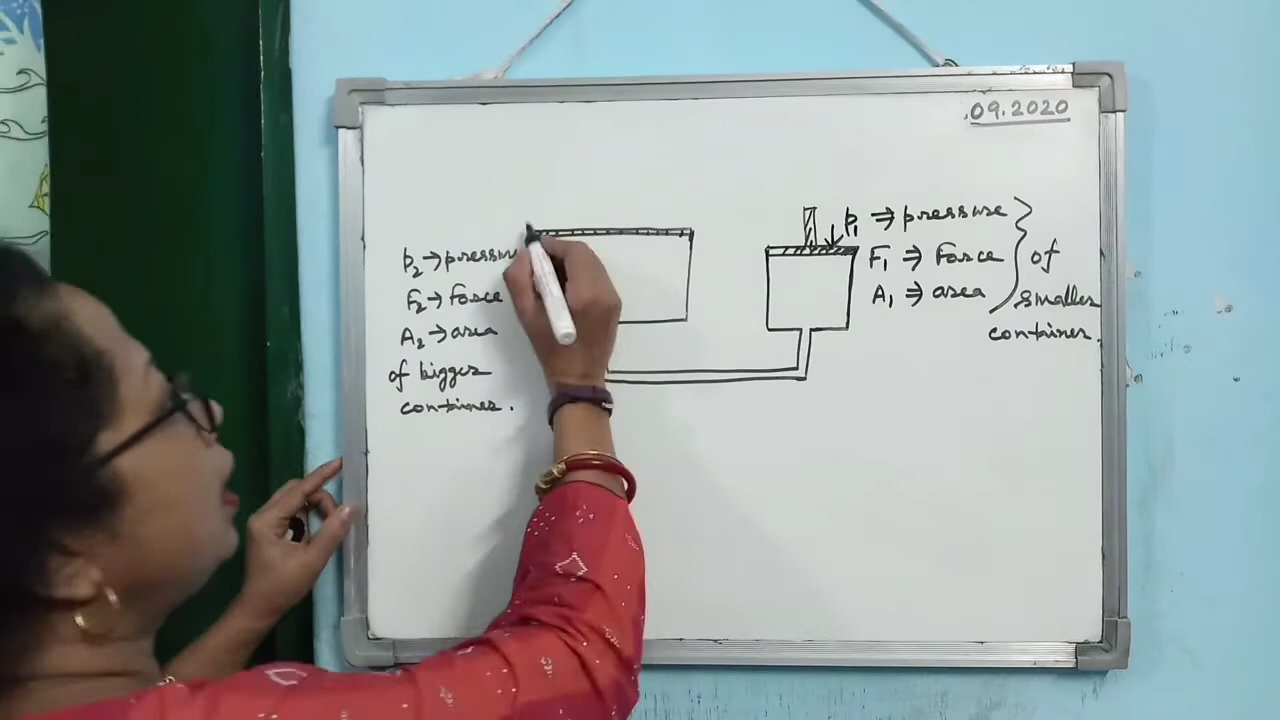 .09.2020
P₁ ⇒ pressure
F₁ ⇒ Force
A₁ ⇒ area
of
smaller
container.
P₂ → pressure
F₂ → Force
A₂ → area
of bigger
container.